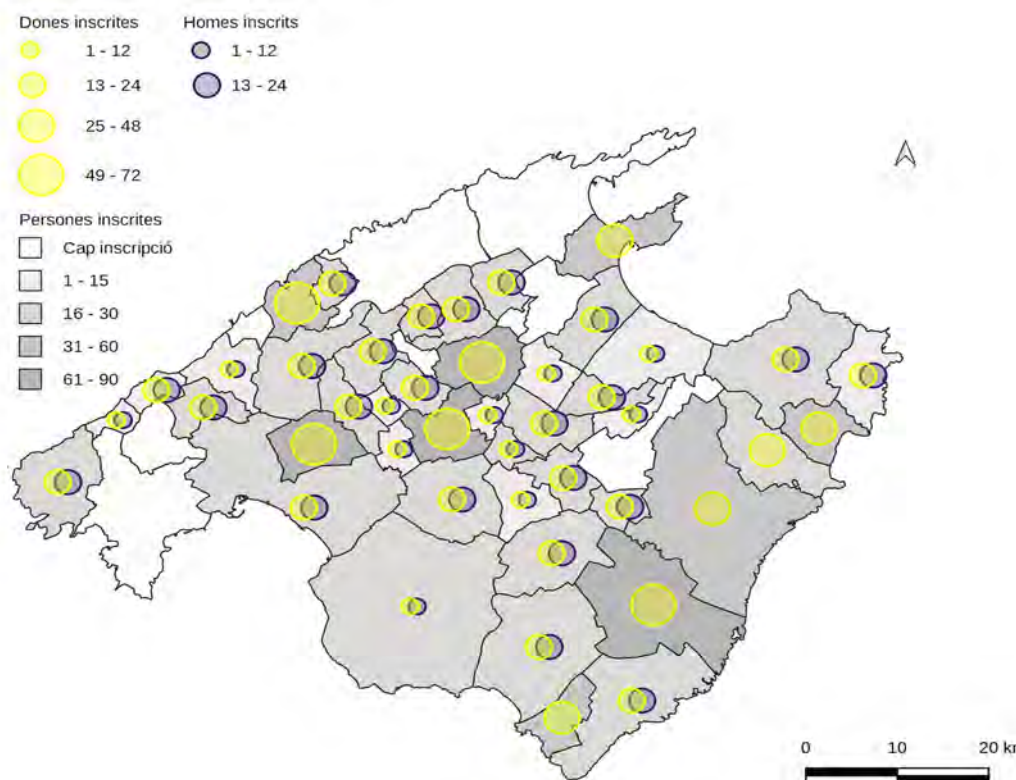 Dones inscrites
1 - 12
13 - 24
25 - 48
49 - 72
Homes inscrits
1 - 12
13 - 24
Persones inscrites
Cap inscripció
1 - 15
16 - 30
31 - 60
61 - 90
0 10 20 km